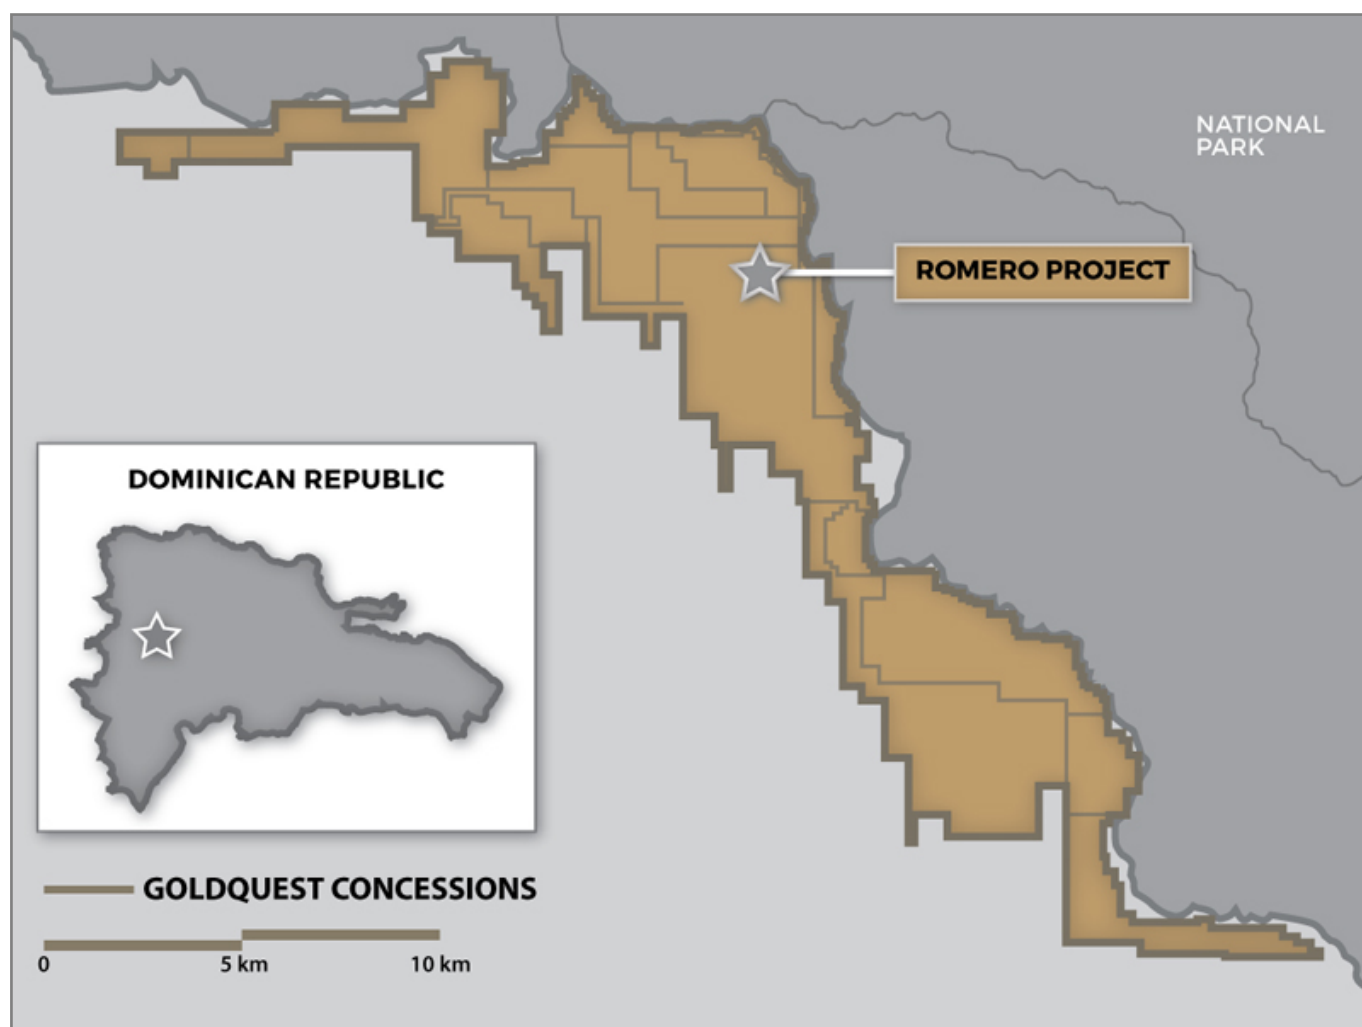 NATIONAL
PARK
ROMERO PROJECT
DOMINICAN REPUBLIC
GOLDQUEST CONCESSIONS
0 5 km 10 km